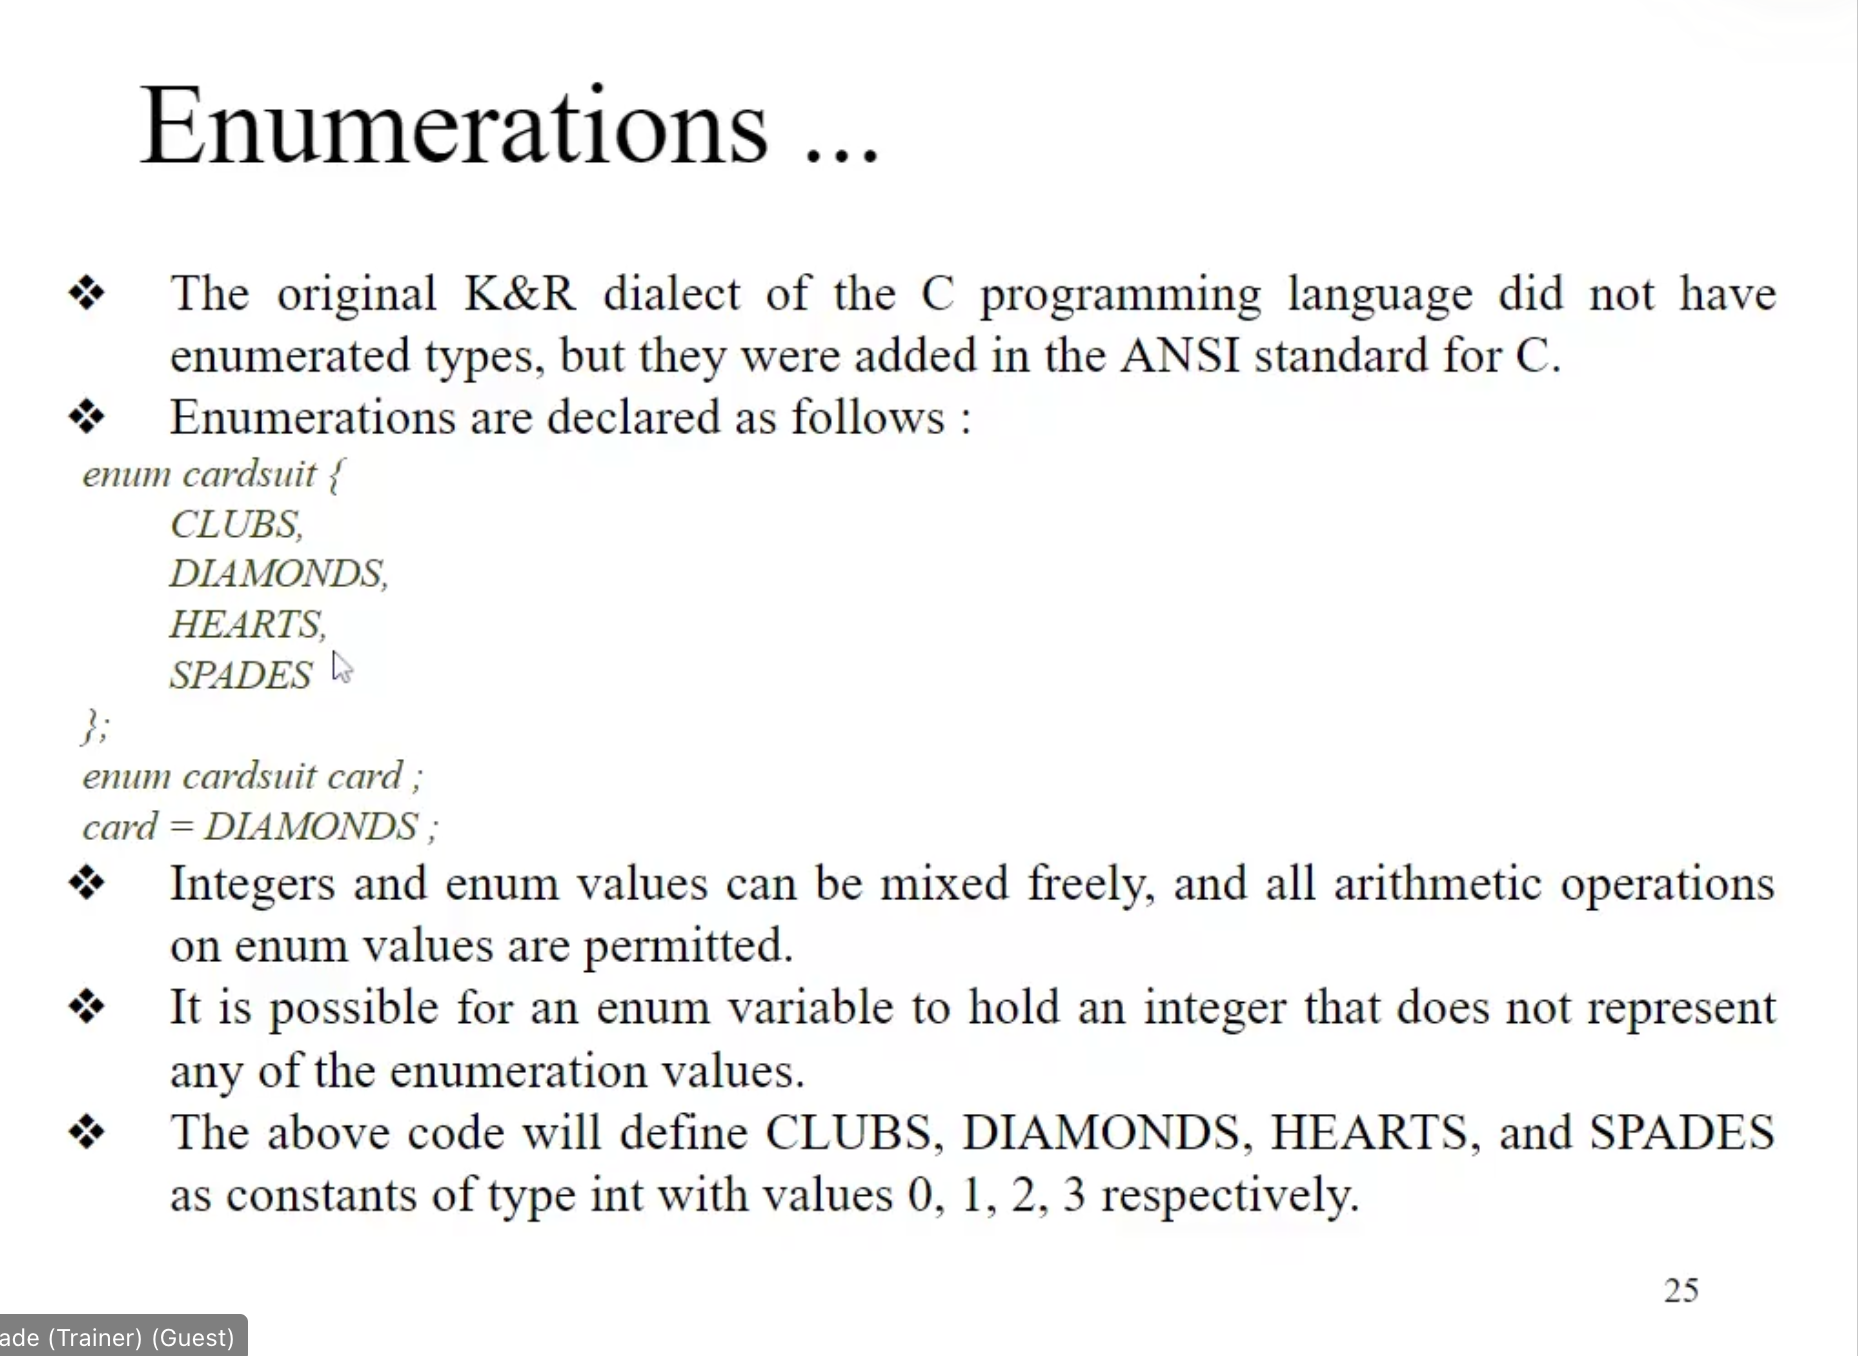 Enumerations ...
❖ The original K&R dialect of the C programming language did not have
enumerated types, but they were added in the ANSI standard for C.
❖ Enumerations are declared as follows :
enum cardsuit {
CLUBS,
DIAMONDS,
HEARTS,
SPADES
};
enum cardsuit card ;
card = DIAMONDS ;
❖ Integers and enum values can be mixed freely, and all arithmetic operations
on enum values are permitted.
❖ It is possible for an enum variable to hold an integer that does not represent
any of the enumeration values.
❖ The above code will define CLUBS, DIAMONDS, HEARTS, and SPADES
as constants of type int with values 0, 1, 2, 3 respectively.
25
ade (Trainer) (Guest)